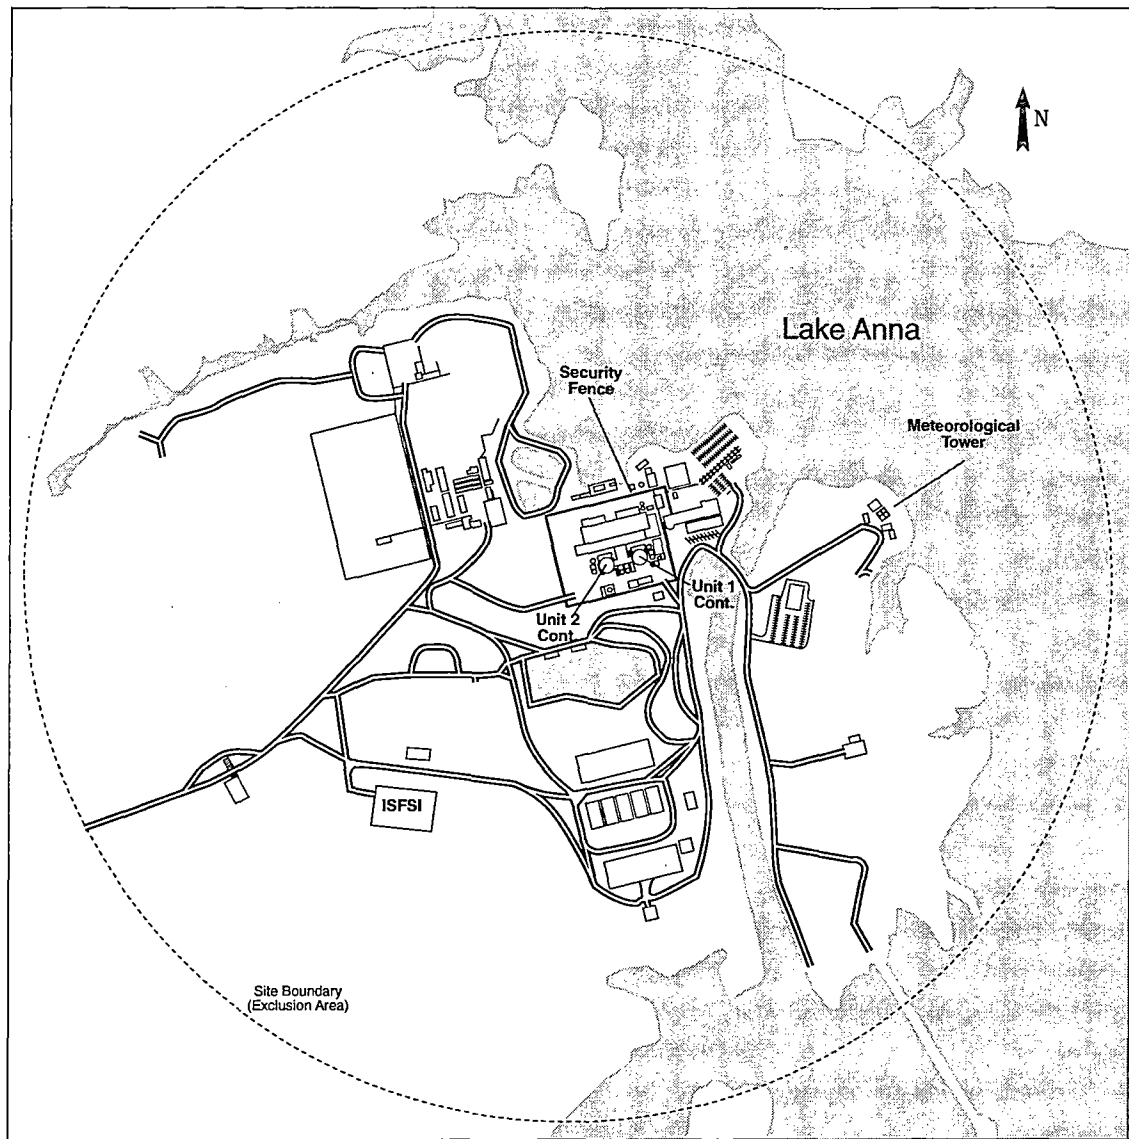 N
Lake Anna
Security
Fence
Meteorological
Tower
Unit 1
Cont.
Unit 2
Cont.
ISFSI
Site Boundary
(Exclusion Area)